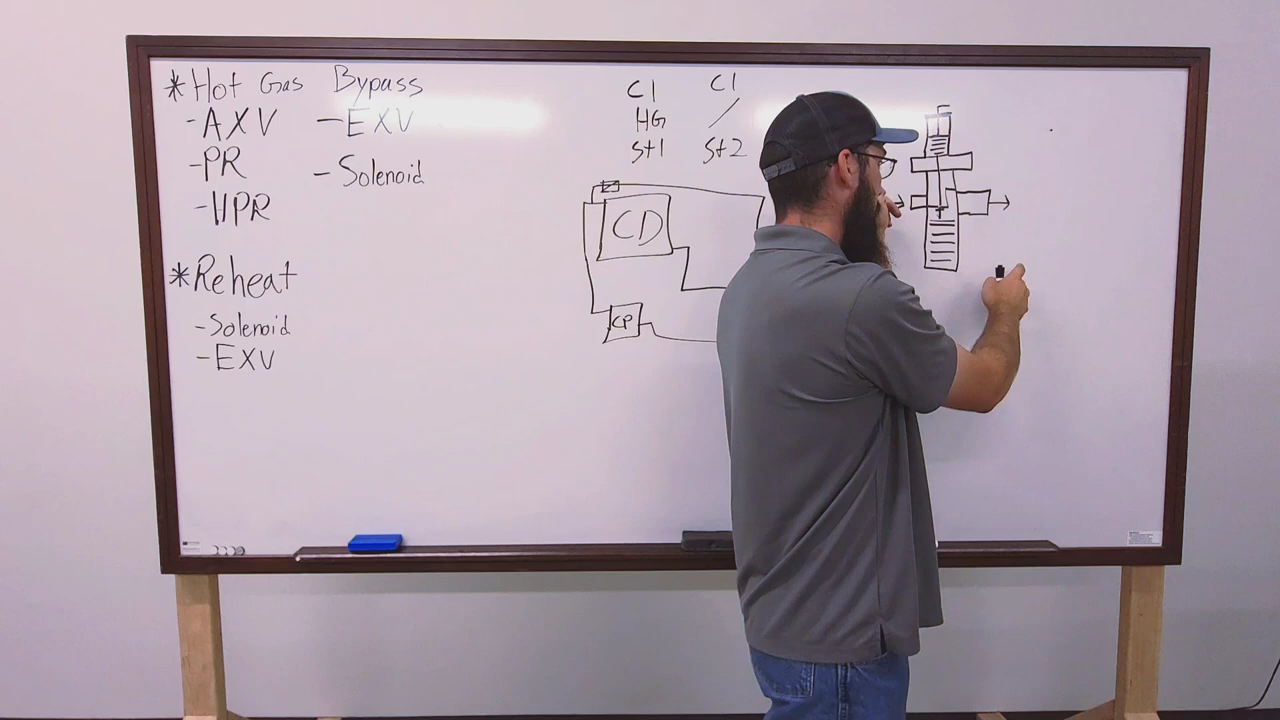 *Hot Gas Bypass
-AXV -EXV
-PR -Solenoid
-HPR
*Reheat
-Solenoid
-EXV
C1 C1
HG /
St1 St2
CD
CP